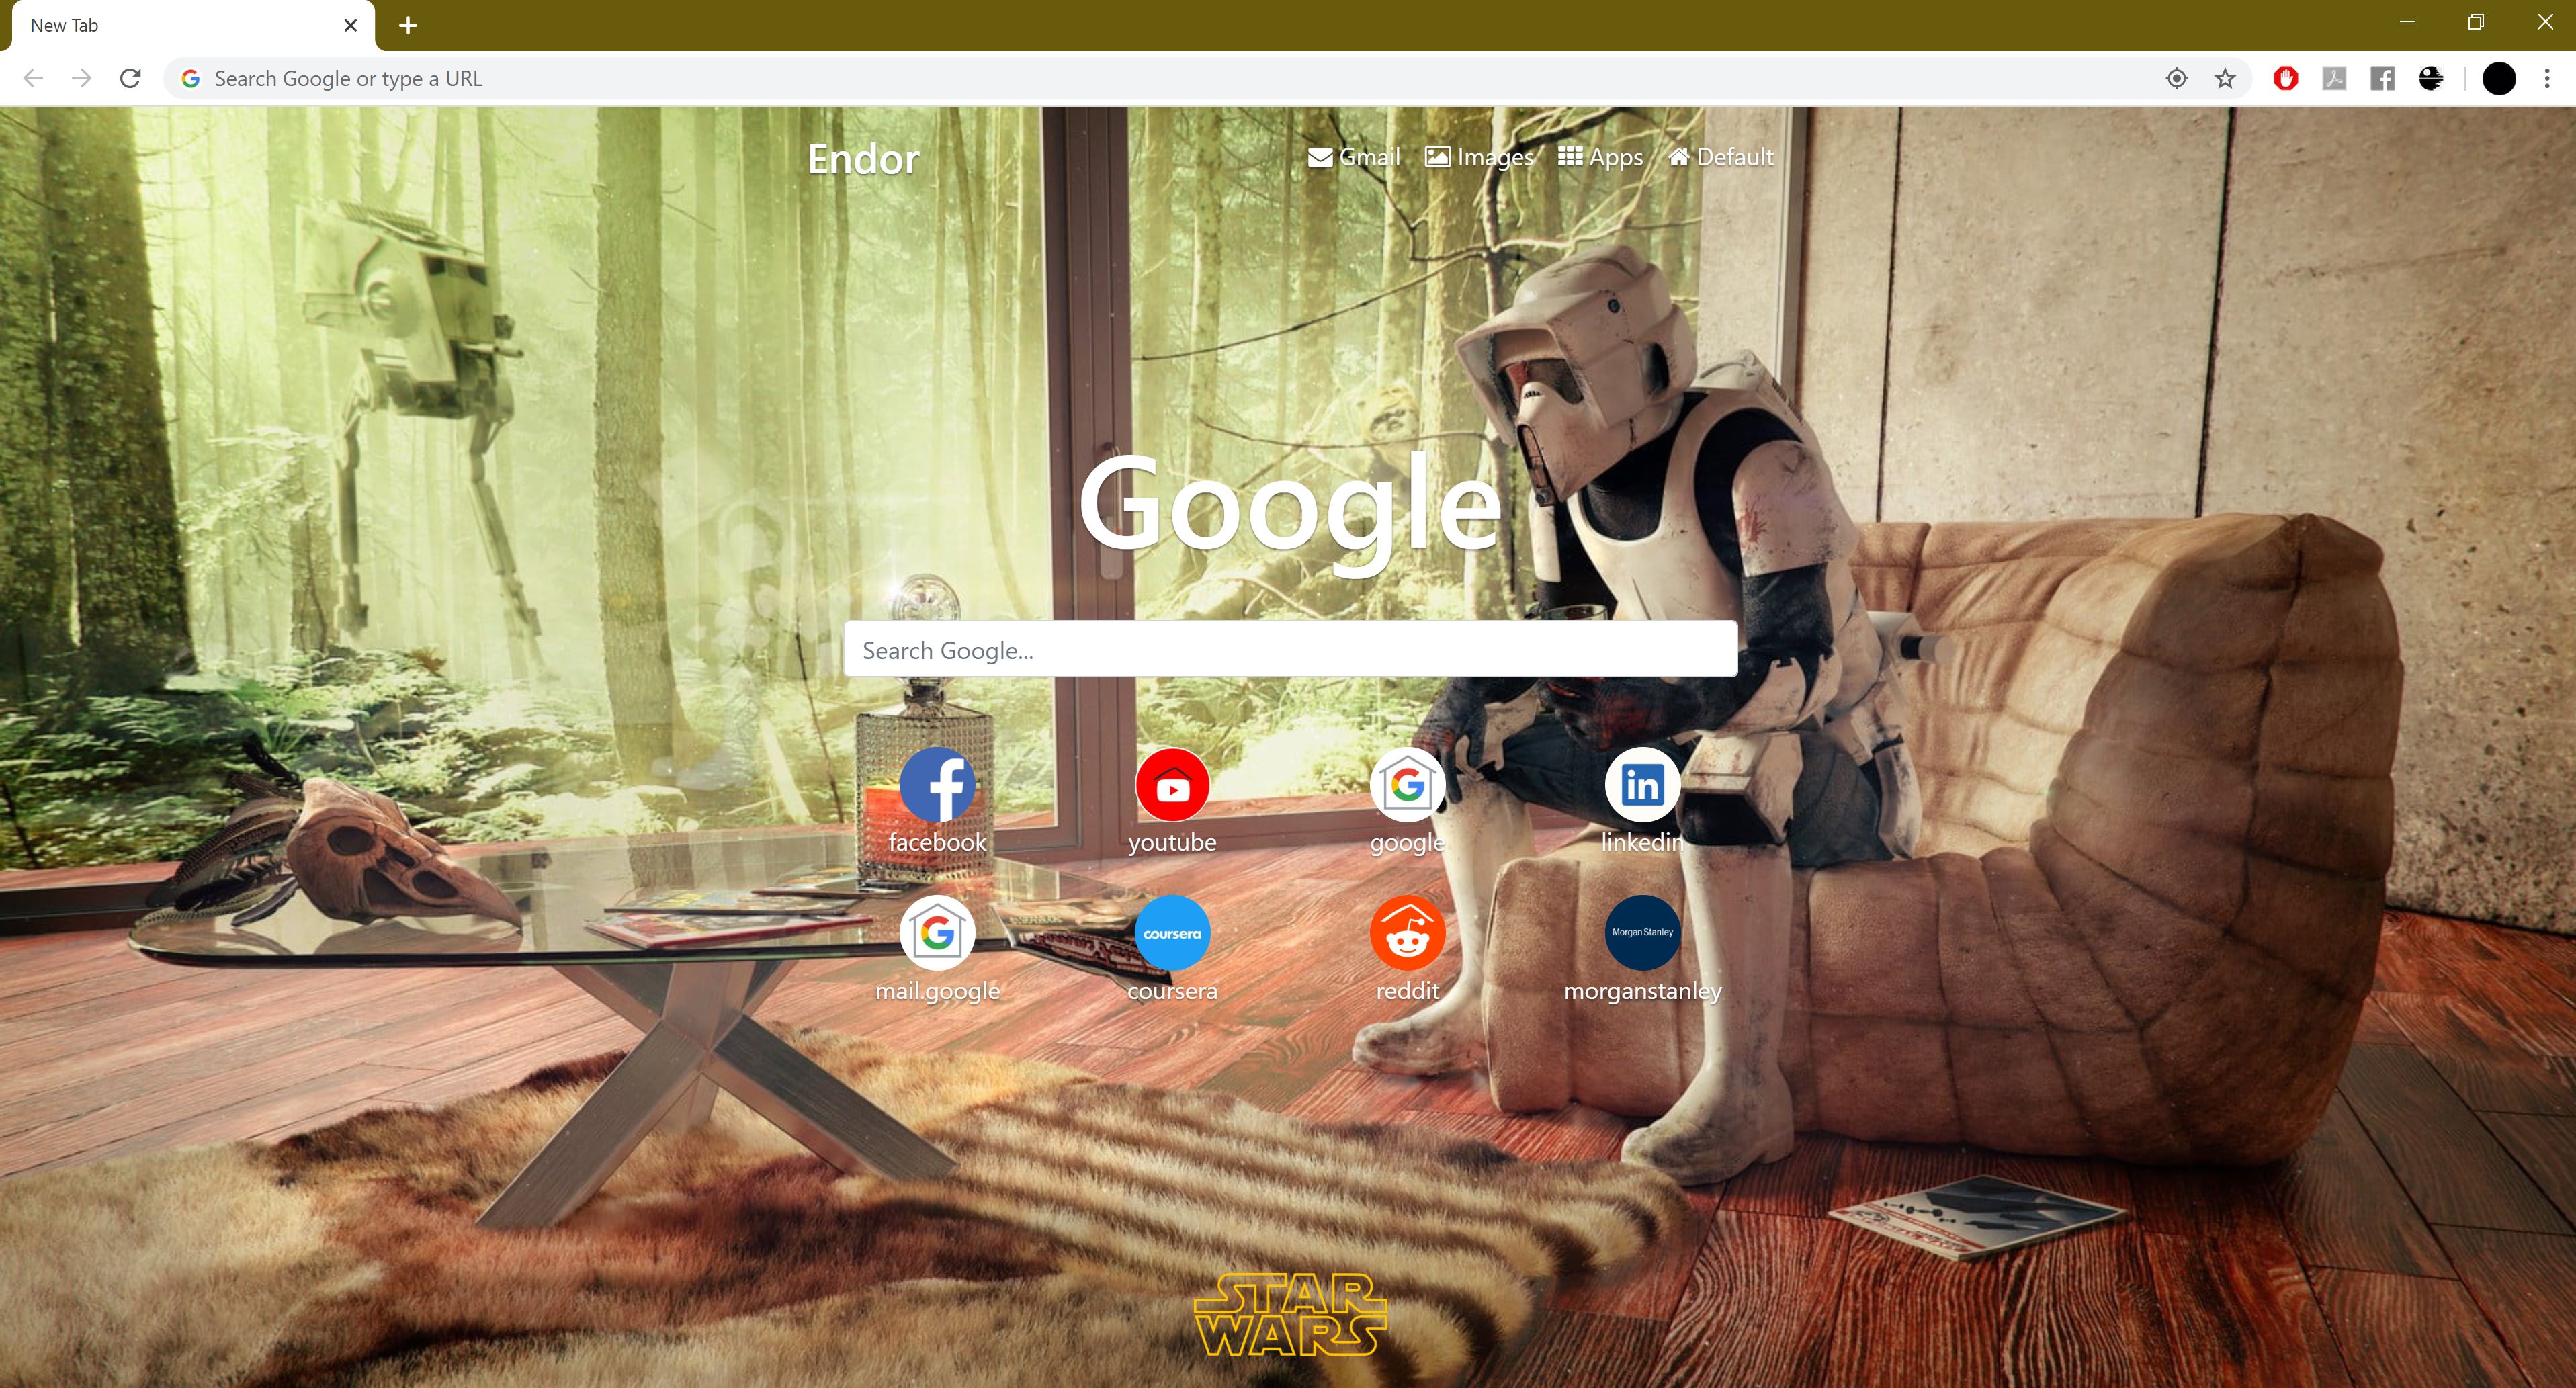 New Tab
Search Google or type a URL
Endor
Gmail Images Apps Default
Google
Search Google...
facebook youtube google linkedin
coursera Morgan Stanley
mail.google coursera reddit morganstanley
STAR
WARS